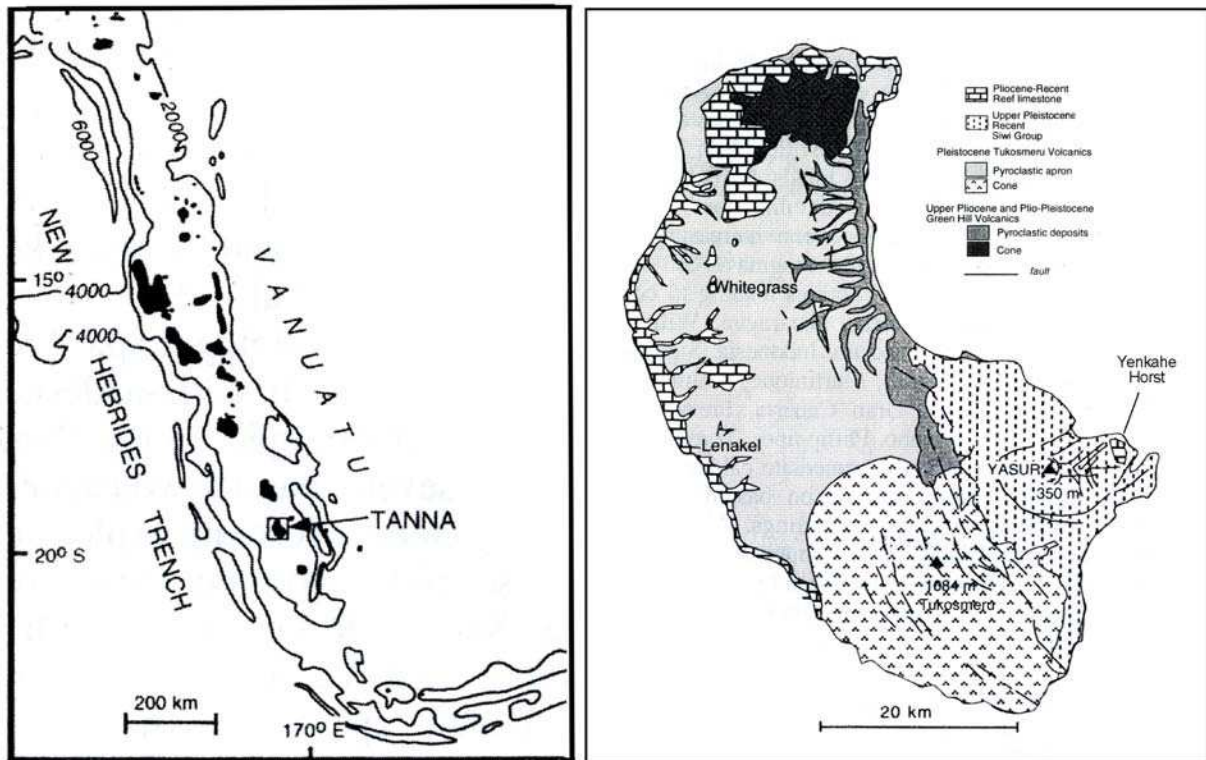 6000
2000
NEW
HEBRIDES
TRENCH
VANUATU
15°
4000
4000
TANNA
20° S
200 km
170° E
Pliocene-Recent
Reef limestone
Upper Pleistocene
Recent
Siwi Group
Pleistocene Tukosmeru Volcanics
Pyroclastic apron
Cone
Upper Pliocene and Plio-Pleistocene
Green Hill Volcanics
Pyroclastic deposits
Cone
fault
Whitegrass
Yenkahe
Horst
Lenakel
YASUR
350 m
1084 m
Tukosmeru
20 km